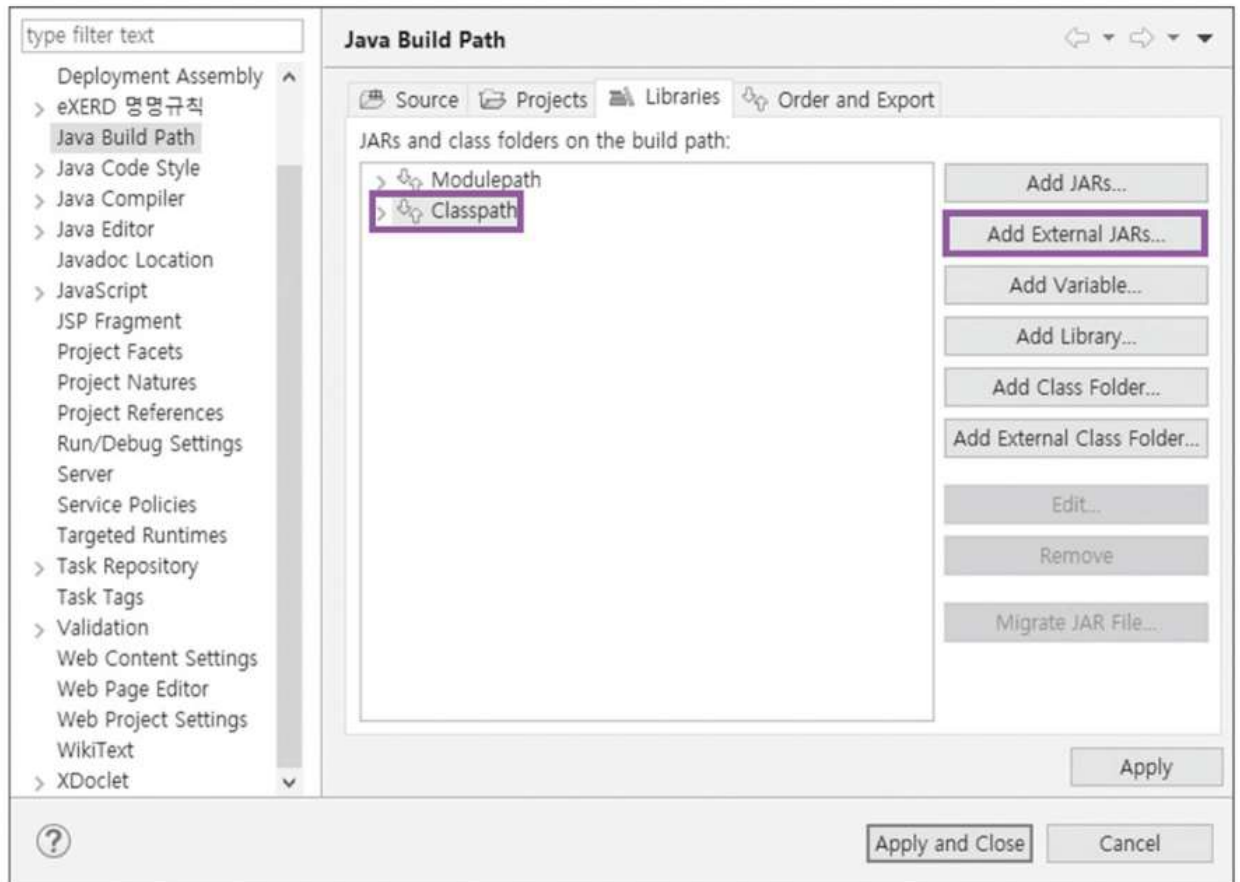 type filter text
Deployment Assembly
eXERD 명명규칙
Java Build Path
Java Code Style
Java Compiler
Java Editor
Javadoc Location
JavaScript
JSP Fragment
Project Facets
Project Natures
Project References
Run/Debug Settings
Server
Service Policies
Targeted Runtimes
Task Repository
Task Tags
Validation
Web Content Settings
Web Page Editor
Web Project Settings
WikiText
XDoclet
Java Build Path
Source Projects Libraries Order and Export
JARs and class folders on the build path:
Modulepath
Classpath
Add JARs...
Add External JARs...
Add Variable...
Add Library...
Add Class Folder...
Add External Class Folder...
Edit...
Remove
Migrate JAR File...
Apply
Apply and Close Cancel